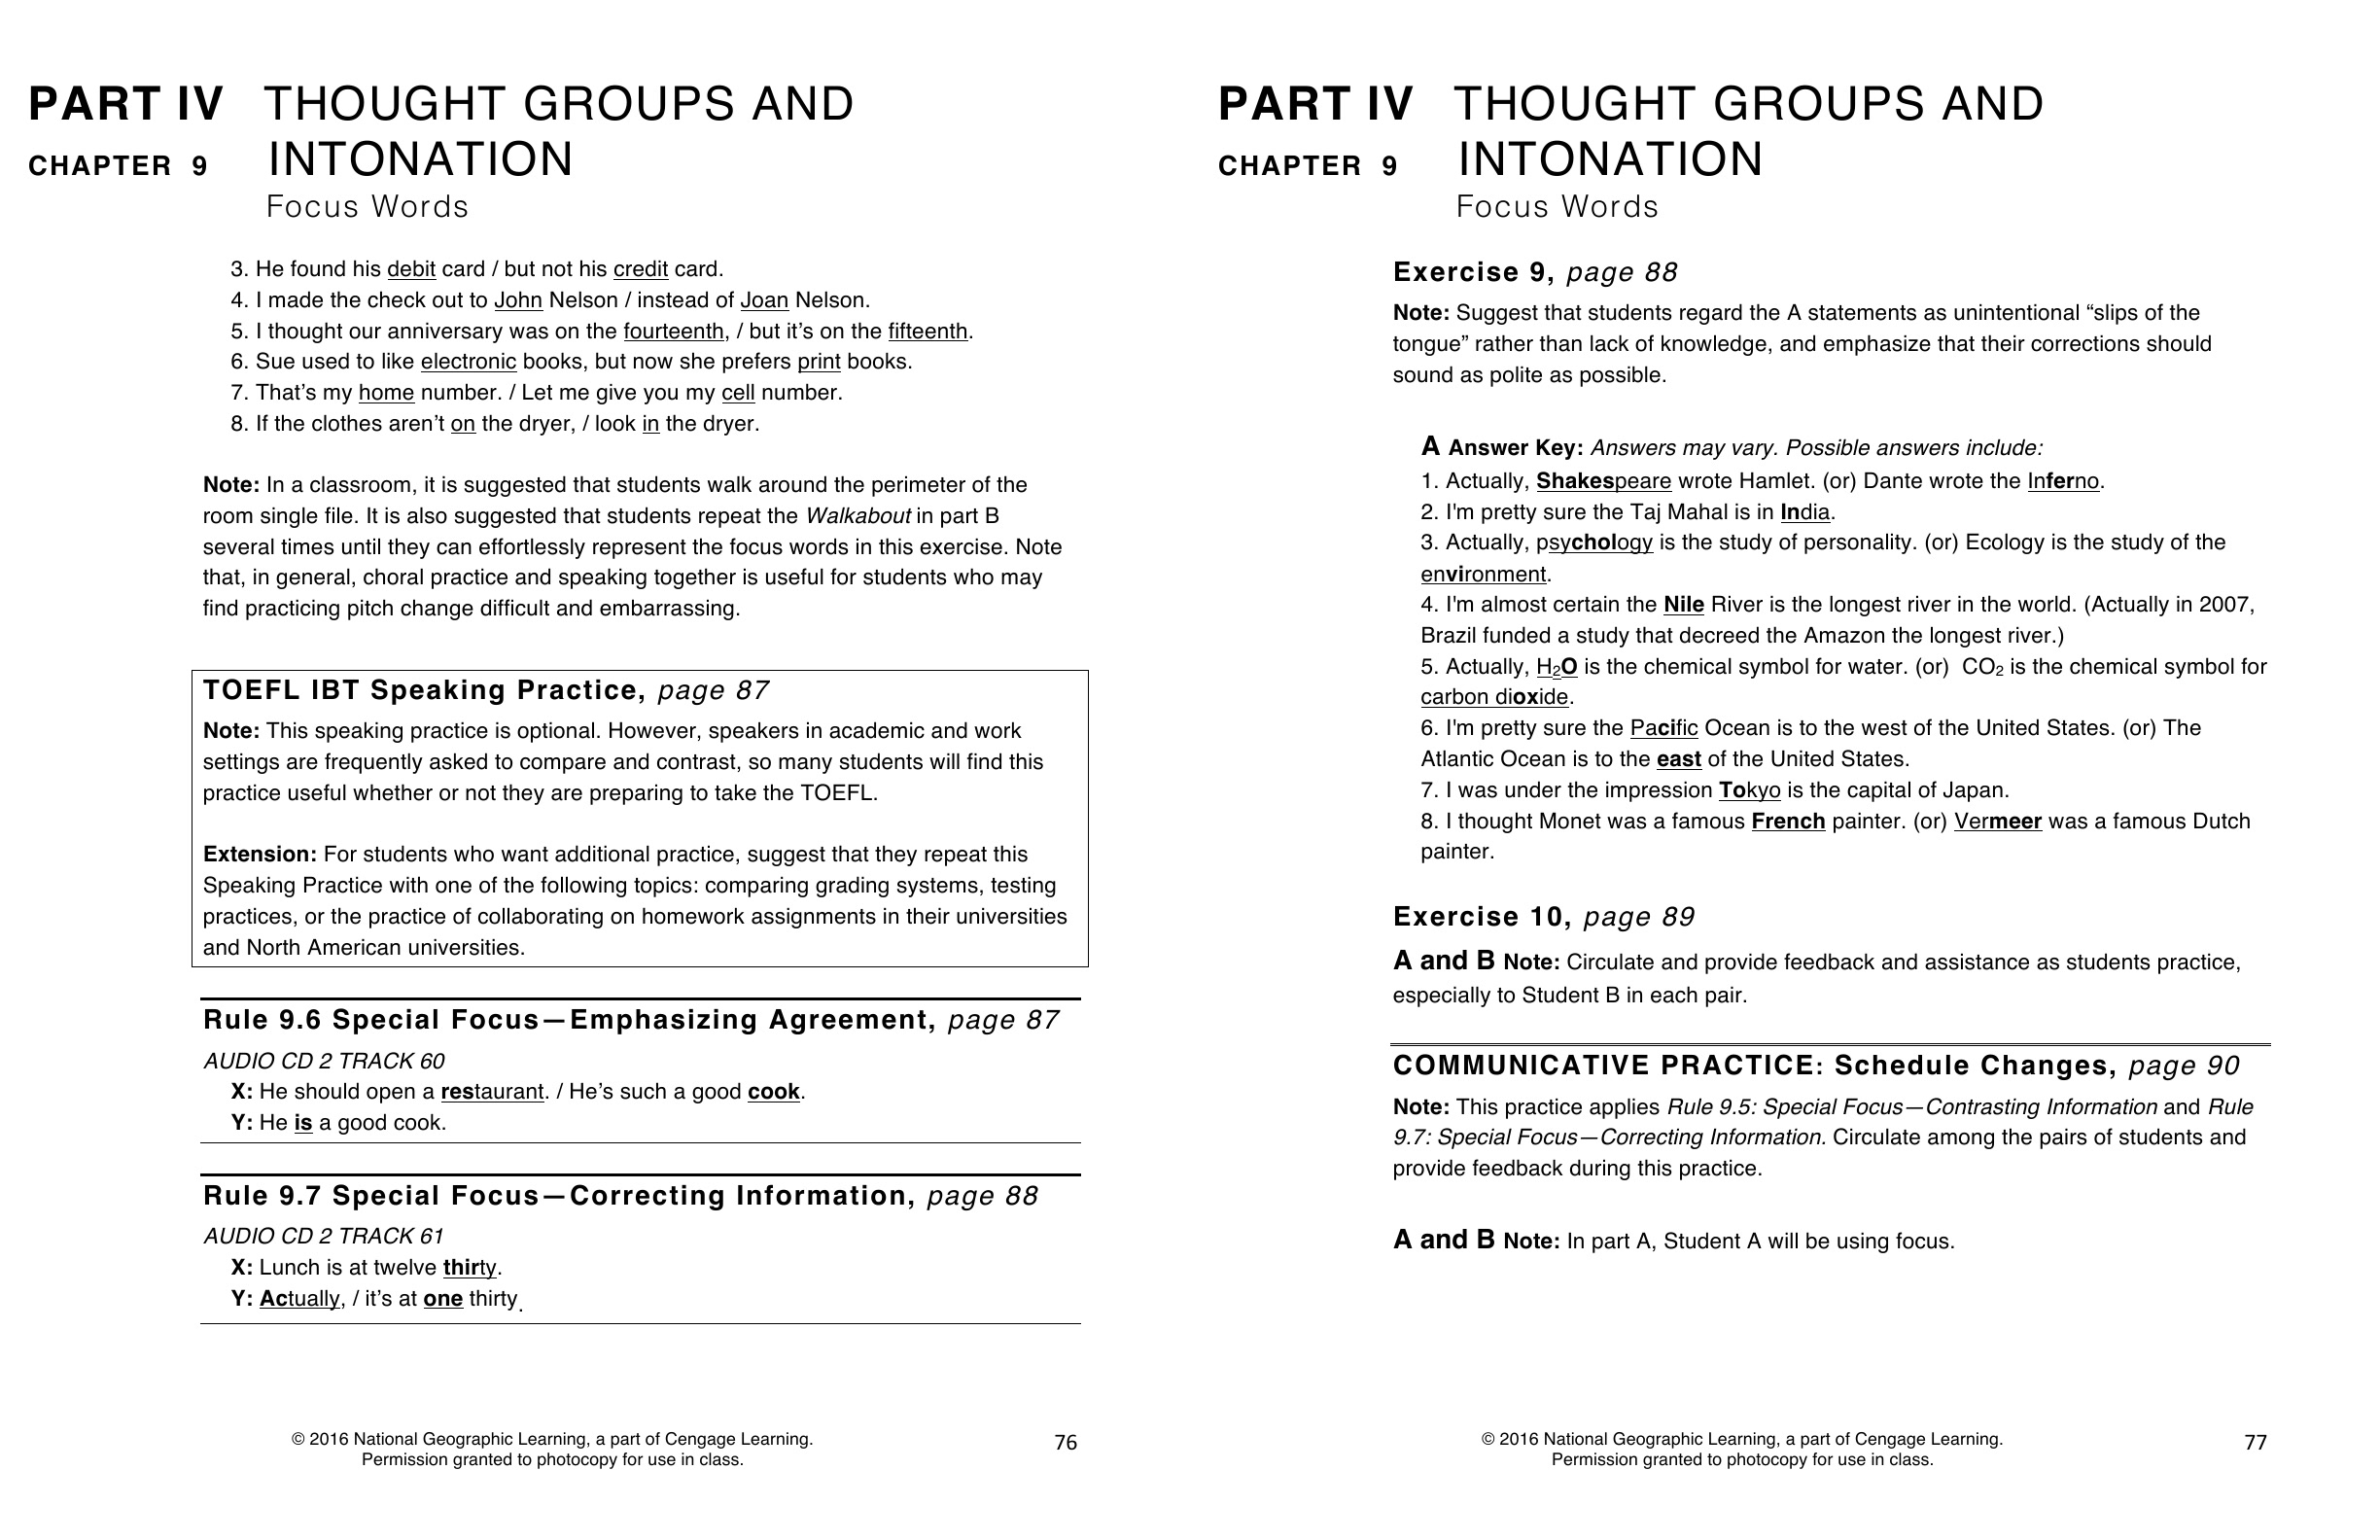 PART IV THOUGHT GROUPS AND
CHAPTER 9 INTONATION
Focus Words
3. He found his debit card / but not his credit card.
4. I made the check out to John Nelson / instead of Joan Nelson.
5. I thought our anniversary was on the fourteenth, / but it’s on the fifteenth.
6. Sue used to like electronic books, but now she prefers print books.
7. That’s my home number. / Let me give you my cell number.
8. If the clothes aren’t on the dryer, / look in the dryer.
Note: In a classroom, it is suggested that students walk around the perimeter of the
room single file. It is also suggested that students repeat the Walkabout in part B
several times until they can effortlessly represent the focus words in this exercise. Note
that, in general, choral practice and speaking together is useful for students who may
find practicing pitch change difficult and embarrassing.
TOEFL IBT Speaking Practice, page 87
Note: This speaking practice is optional. However, speakers in academic and work
settings are frequently asked to compare and contrast, so many students will find this
practice useful whether or not they are preparing to take the TOEFL.
Extension: For students who want additional practice, suggest that they repeat this
Speaking Practice with one of the following topics: comparing grading systems, testing
practices, or the practice of collaborating on homework assignments in their universities
and North American universities.
Rule 9.6 Special Focus—Emphasizing Agreement, page 87
AUDIO CD 2 TRACK 60
X: He should open a restaurant. / He’s such a good cook.
Y: He is a good cook.
Rule 9.7 Special Focus—Correcting Information, page 88
AUDIO CD 2 TRACK 61
X: Lunch is at twelve thirty.
Y: Actually, / it’s at one thirty.
© 2016 National Geographic Learning, a part of Cengage Learning.
Permission granted to photocopy for use in class.
76
PART IV THOUGHT GROUPS AND
CHAPTER 9 INTONATION
Focus Words
Exercise 9, page 88
Note: Suggest that students regard the A statements as unintentional “slips of the
tongue” rather than lack of knowledge, and emphasize that their corrections should
sound as polite as possible.
A Answer Key: Answers may vary. Possible answers include:
1. Actually, Shakespeare wrote Hamlet. (or) Dante wrote the Inferno.
2. I'm pretty sure the Taj Mahal is in India.
3. Actually, psychology is the study of personality. (or) Ecology is the study of the
environment.
4. I'm almost certain the Nile River is the longest river in the world. (Actually in 2007,
Brazil funded a study that decreed the Amazon the longest river.)
5. Actually, H₂O is the chemical symbol for water. (or) CO₂ is the chemical symbol for
carbon dioxide.
6. I'm pretty sure the Pacific Ocean is to the west of the United States. (or) The
Atlantic Ocean is to the east of the United States.
7. I was under the impression Tokyo is the capital of Japan.
8. I thought Monet was a famous French painter. (or) Vermeer was a famous Dutch
painter.
Exercise 10, page 89
A and B Note: Circulate and provide feedback and assistance as students practice,
especially to Student B in each pair.
COMMUNICATIVE PRACTICE: Schedule Changes, page 90
Note: This practice applies Rule 9.5: Special Focus—Contrasting Information and Rule
9.7: Special Focus—Correcting Information. Circulate among the pairs of students and
provide feedback during this practice.
A and B Note: In part A, Student A will be using focus.
© 2016 National Geographic Learning, a part of Cengage Learning.
Permission granted to photocopy for use in class.
77